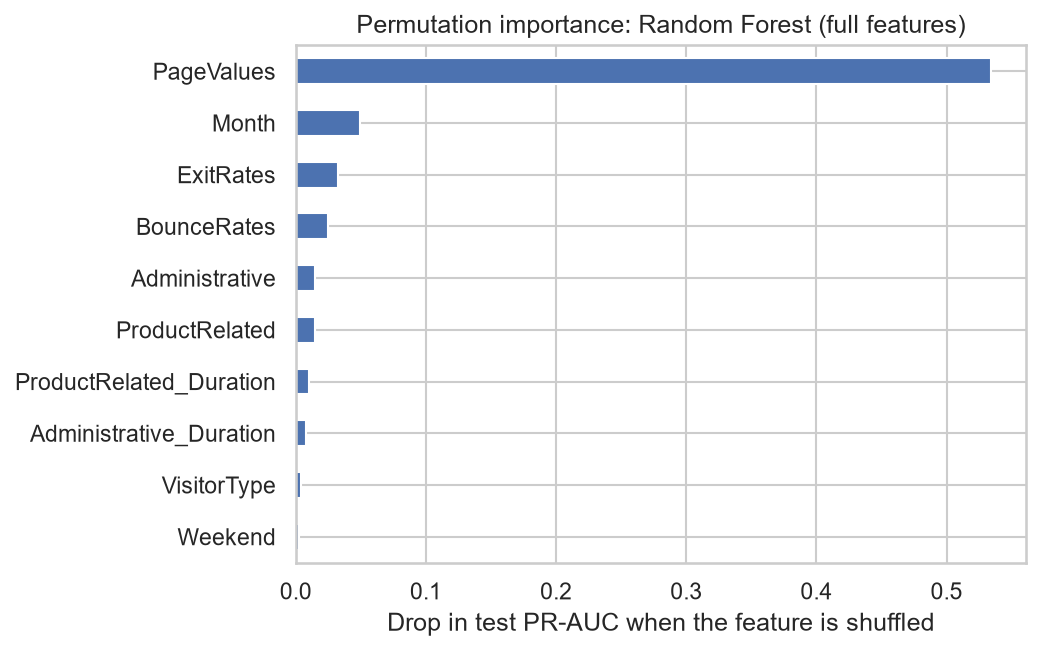 Permutation importance: Random Forest (full features)
PageValues
Month
ExitRates
BounceRates
Administrative
ProductRelated
ProductRelated_Duration
Administrative_Duration
VisitorType
Weekend
0.0 0.1 0.2 0.3 0.4 0.5
Drop in test PR-AUC when the feature is shuffled